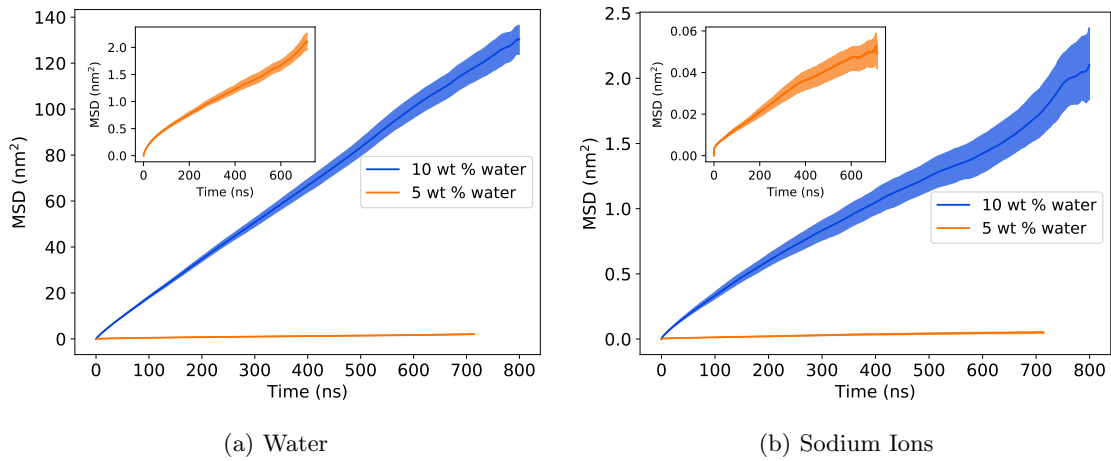 140
120
100
80
60
40
20
0
MSD (nm²)
0 100 200 300 400 500 600 700 800
Time (ns)
2.0
1.5
1.0
0.5
0.0
MSD (nm²)
0 200 400 600
Time (ns)
10 wt % water
5 wt % water
(a) Water
2.5
2.0
1.5
1.0
0.5
0.0
MSD (nm²)
0 100 200 300 400 500 600 700 800
Time (ns)
0.06
0.04
0.02
0.00
MSD (nm²)
0 200 400 600
Time (ns)
10 wt % water
5 wt % water
(b) Sodium Ions